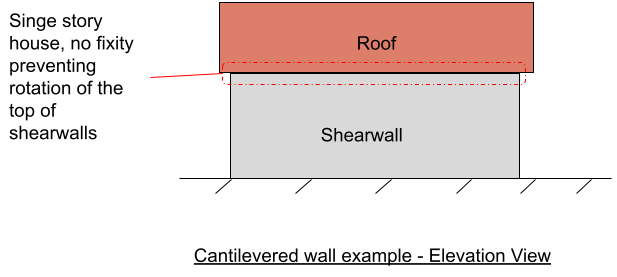 Singe story
house, no fixity
preventing
rotation of the
top of
shearwalls
Roof
Shearwall
Cantilevered wall example - Elevation View